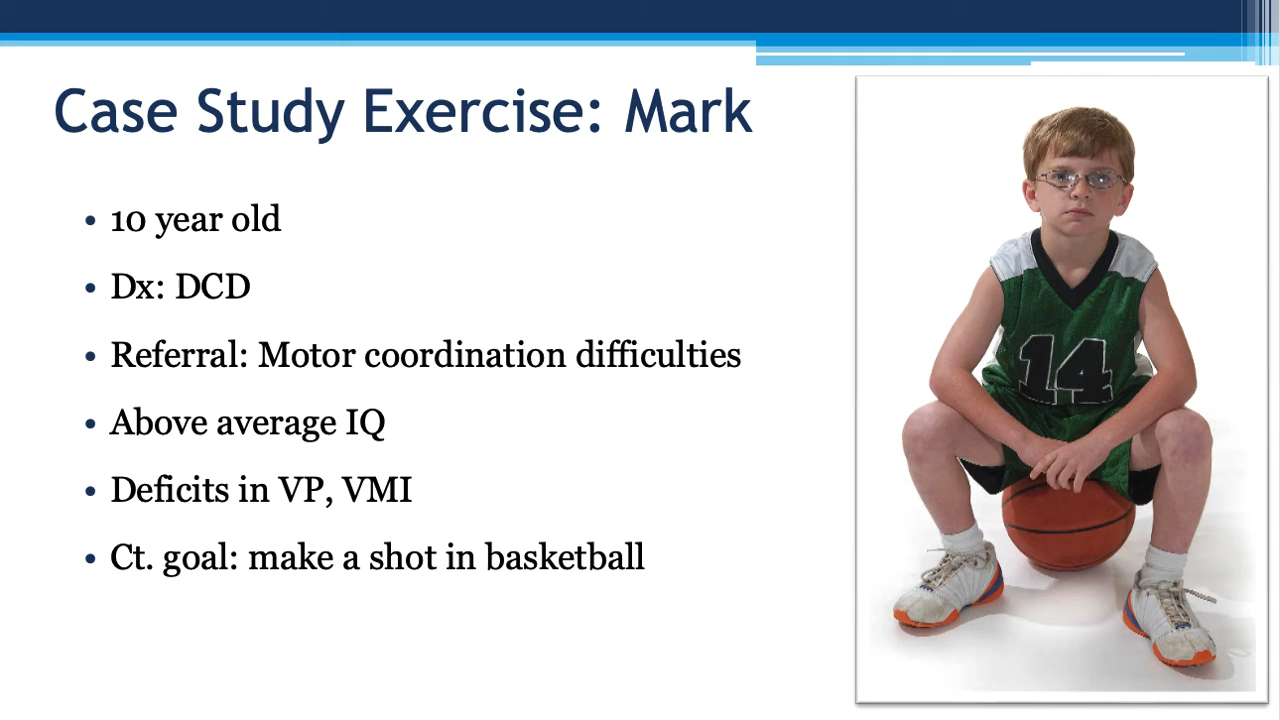 Case Study Exercise: Mark
• 10 year old
• Dx: DCD
• Referral: Motor coordination difficulties
• Above average IQ
• Deficits in VP, VMI
• Ct. goal: make a shot in basketball
14